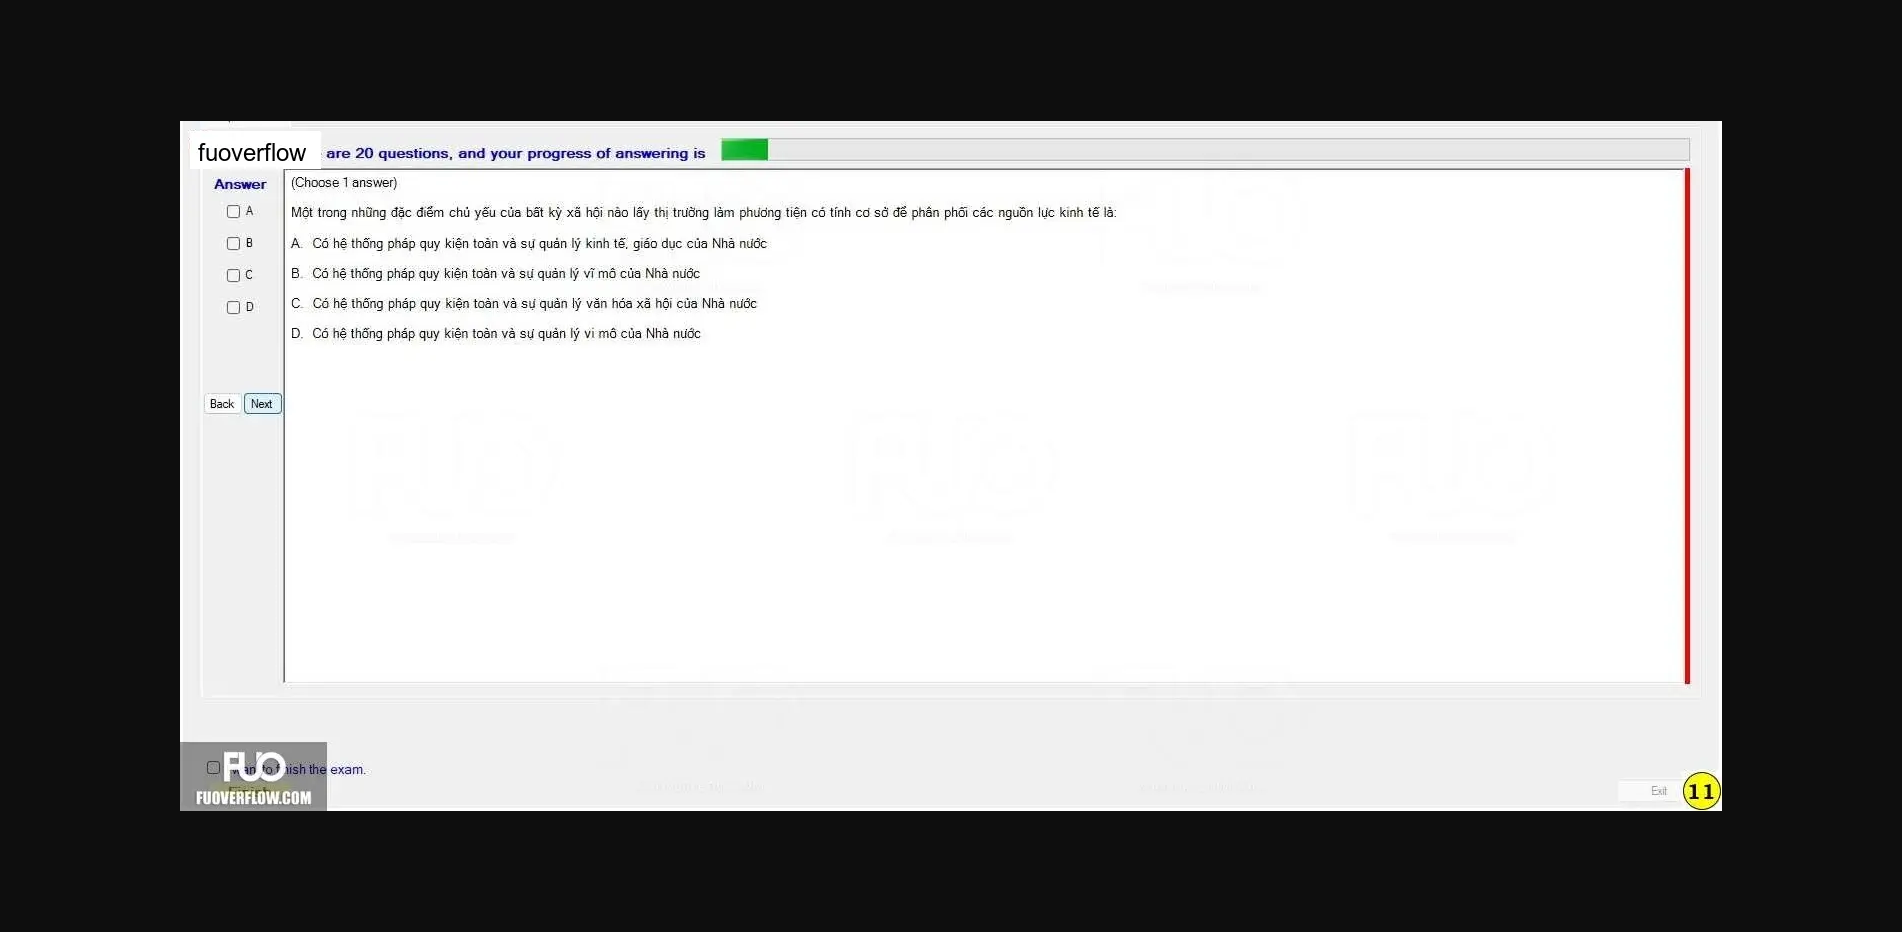 fuoverflow are 20 questions, and your progress of answering is
Answer
(Choose 1 answer)
A
Một trong những đặc điểm chủ yếu của bất kỳ xã hội nào lấy thị trường làm phương tiện có tính cơ sở để phân phối các nguồn lực kinh tế là:
B
A. Có hệ thống pháp quy kiện toàn và sự quản lý kinh tế, giáo dục của Nhà nước
C
B. Có hệ thống pháp quy kiện toàn và sự quản lý vĩ mô của Nhà nước
D
C. Có hệ thống pháp quy kiện toàn và sự quản lý văn hóa xã hội của Nhà nước
D. Có hệ thống pháp quy kiện toàn và sự quản lý vi mô của Nhà nước
Back Next
FUO
want to finish the exam.
Finish
FUOVERFLOW.COM
Exit
11